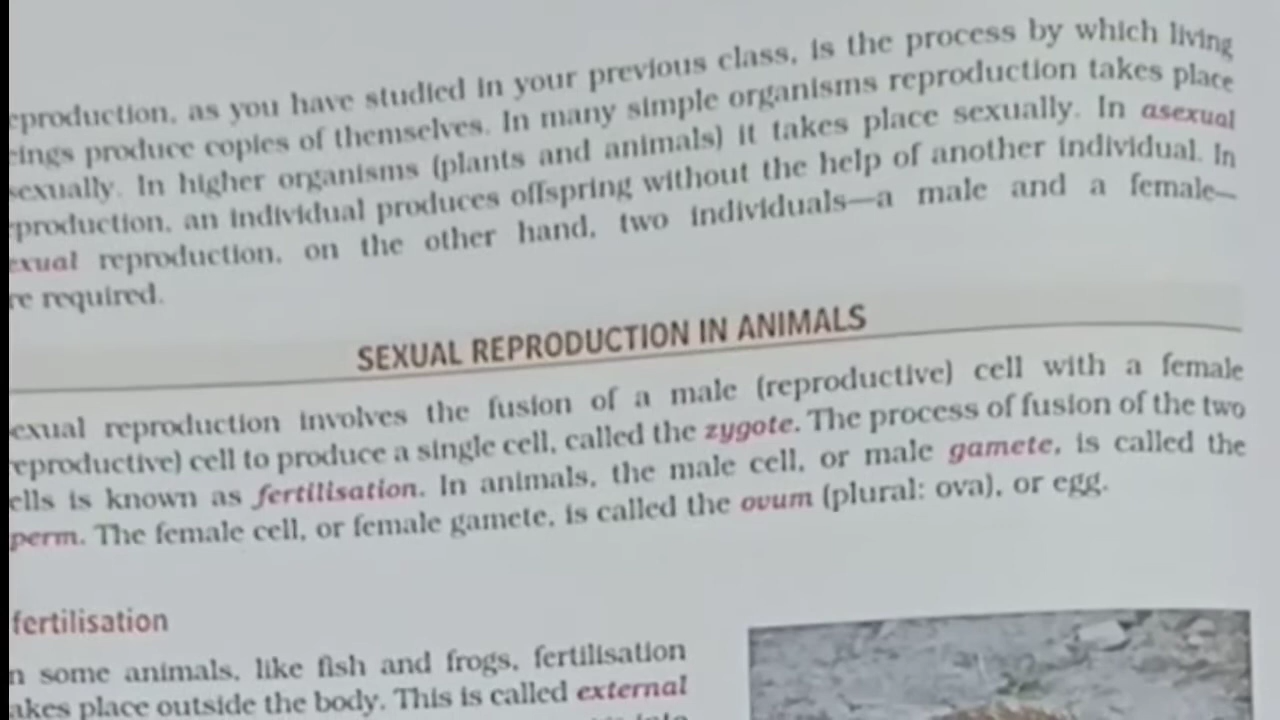 eproduction, as you have studied in your previous class, is the process by which living
eings produce copies of themselves. In many simple organisms reproduction takes place
sexually. In higher organisms (plants and animals) it takes place sexually. In asexual
eproduction, an individual produces offspring without the help of another individual. In
exual reproduction, on the other hand, two individuals—a male and a female—
re required.
SEXUAL REPRODUCTION IN ANIMALS
exual reproduction involves the fusion of a male (reproductive) cell with a female
eproductive) cell to produce a single cell, called the zygote. The process of fusion of the two
ells is known as fertilisation. In animals, the male cell, or male gamete, is called the
perm. The female cell, or female gamete, is called the ovum (plural: ova), or egg.
fertilisation
n some animals, like fish and frogs, fertilisation
akes place outside the body. This is called external